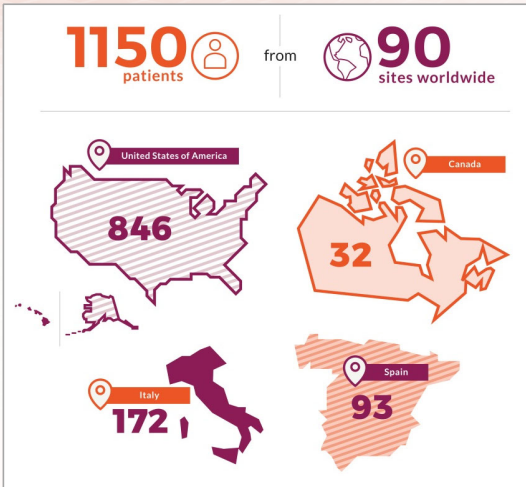 1150
patients
from
90
sites worldwide
United States of America
846
Canada
32
Italy
172
Spain
93